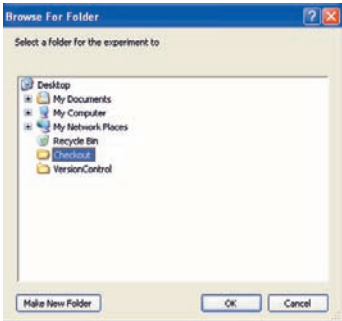 Browse For Folder
Select a folder for the experiment to
Desktop
My Documents
My Computer
My Network Places
Recycle Bin
Checkout
VersionControl
Make New Folder
OK
Cancel